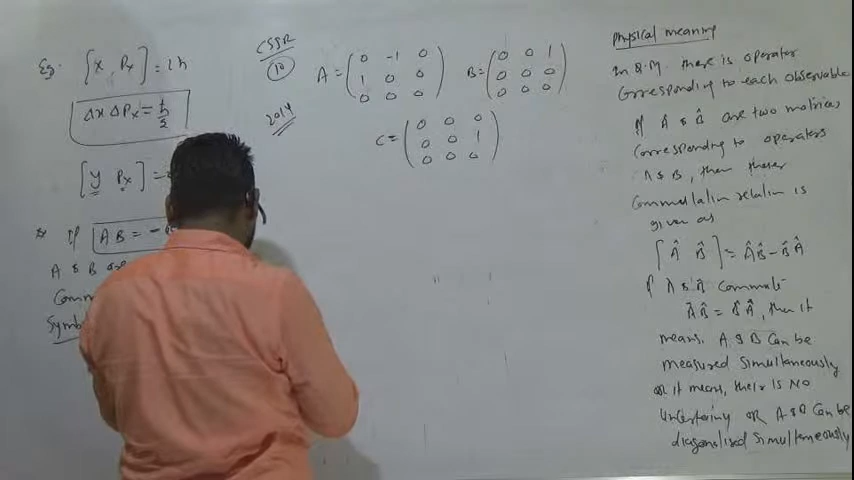 Eg. [x, Px] = iħ
Δx ΔPx = ħ/2
[y Px] =
* If AB = -
A & B
Comm
Symb
CSIR
10
2014
A = (0 -1 0
1 0 0
0 0 0)
B = (0 0 1
0 0 0
0 0 0)
C = (0 0 0
0 0 1
0 0 0)
Physical meaning
In Q.M. there is operator
Corresponding to each observable
If Â & B̂ are two matrices
Corresponding to operators
A & B, then
Commutation relation is
given as
[Â B̂] = ÂB̂ - B̂Â
If Â & B̂ Commute
ÂB̂ = B̂Â, then it
means. A & B Can be
measured simultaneously
or it means, there is No
or A & B Can be
diagonalised Simultaneously